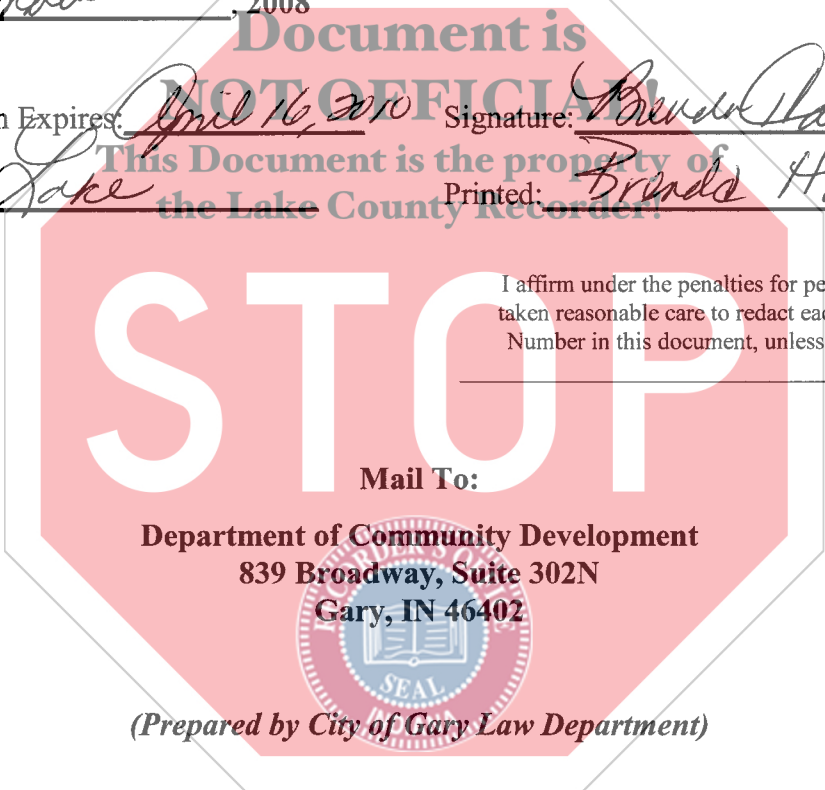 , 2008
Document is
NOT OFFICIAL!
n Expires: April 16, 2010 Signature: Brenda
This Document is the property of
Lake Printed: Brenda H
the Lake County Recorder!
I affirm under the penalties for pe
taken reasonable care to redact eac
Number in this document, unless
STOP
Mail To:
Department of Community Development
839 Broadway, Suite 302N
Gary, IN 46402
RECORDER'S OFFICE
SEAL
INDIANA
(Prepared by City of Gary Law Department)